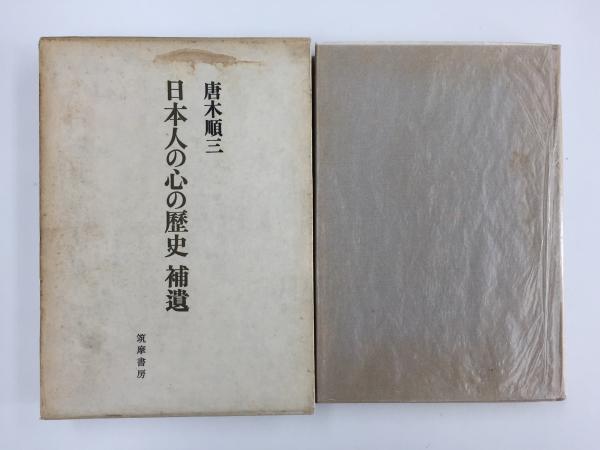 唐木順三
日本人の心の歴史 補遺
筑摩書房